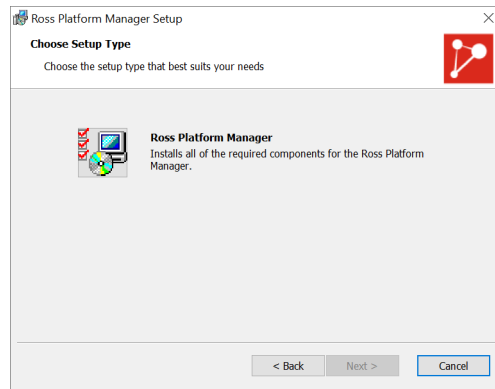 Ross Platform Manager Setup
Choose Setup Type
Choose the setup type that best suits your needs
Ross Platform Manager
Installs all of the required components for the Ross Platform
Manager.
< Back Next > Cancel